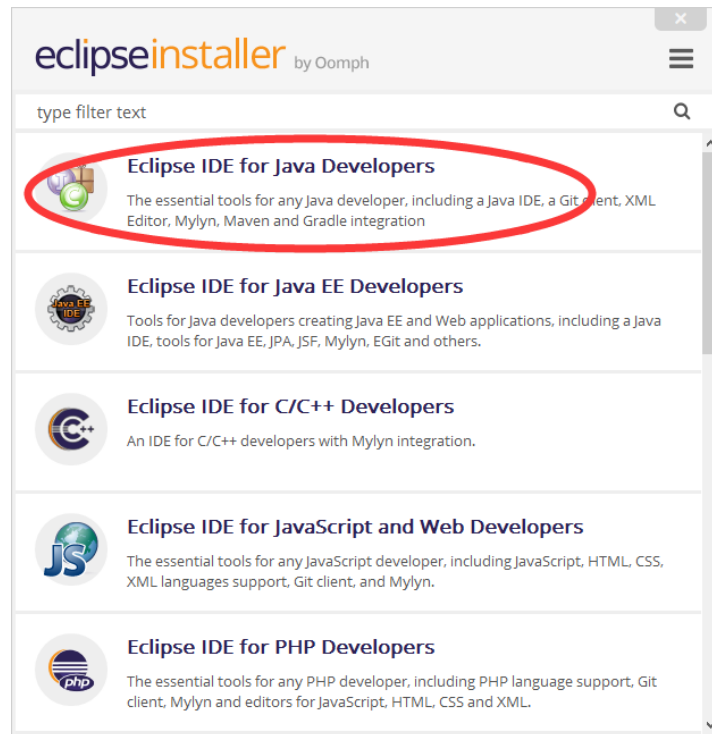 eclipseinstaller by Oomph
type filter text
Eclipse IDE for Java Developers
The essential tools for any Java developer, including a Java IDE, a Git client, XML
Editor, Mylyn, Maven and Gradle integration
Eclipse IDE for Java EE Developers
Java EE
IDE
Tools for Java developers creating Java EE and Web applications, including a Java
IDE, tools for Java EE, JPA, JSF, Mylyn, EGit and others.
Eclipse IDE for C/C++ Developers
C++
An IDE for C/C++ developers with Mylyn integration.
Eclipse IDE for JavaScript and Web Developers
JS
The essential tools for any JavaScript developer, including JavaScript, HTML, CSS,
XML languages support, Git client, and Mylyn.
Eclipse IDE for PHP Developers
php
The essential tools for any PHP developer, including PHP language support, Git
client, Mylyn and editors for JavaScript, HTML, CSS and XML.